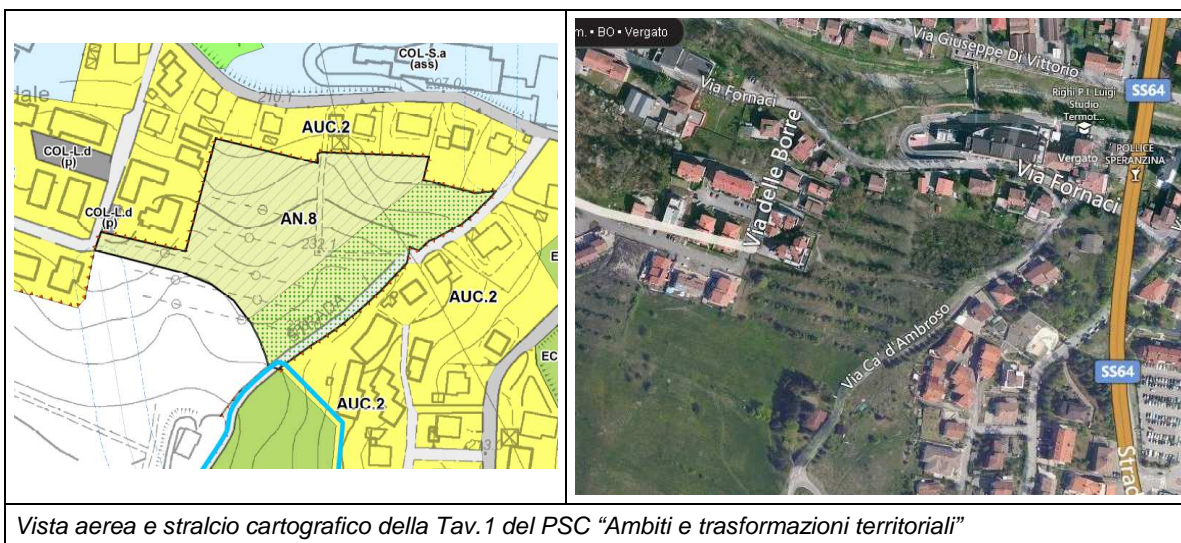 COL-S.a
(ass)
207.0
210.1
dale
AUC.2
COL-L.d
(p)
COL-L.d
(p)
AN.8
232.1
STRADA
AUC.2
EC
EC
AUC.2
213.0
m. • BO • Vergato
Via Giuseppe Di Vittorio
SS64
Via Fornaci
Righi P.I. Luigi
Studio
Termot...
Via delle Borre
Vergato
POLLICE
SPERANZINA
Via Fornaci
Via Ca' d'Ambroso
SS64
Strad
Vista aerea e stralcio cartografico della Tav.1 del PSC “Ambiti e trasformazioni territoriali”